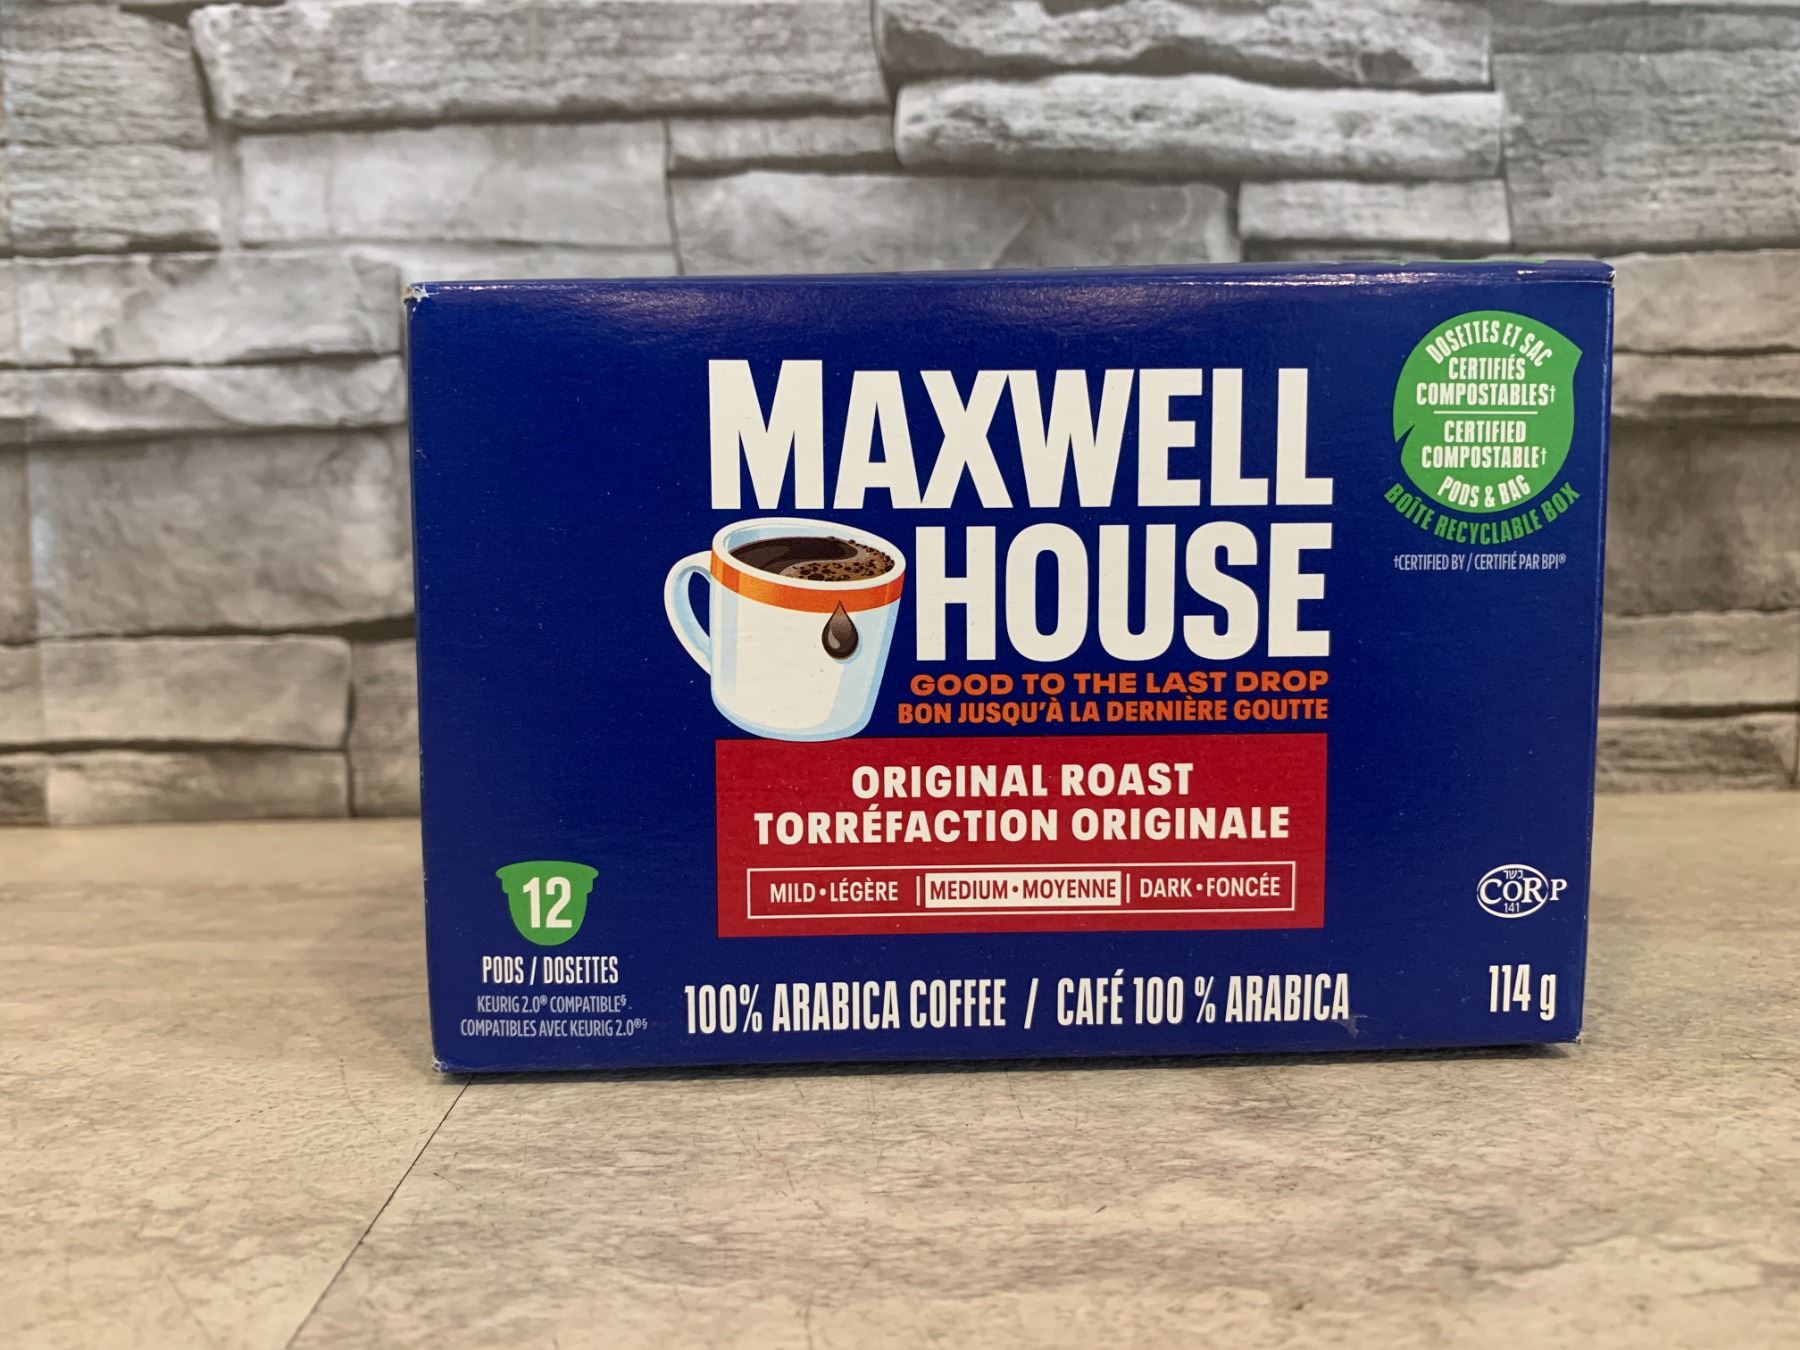 MAXWELL
HOUSE
GOOD TO THE LAST DROP
BON JUSQU'À LA DERNIÈRE GOUTTE
ORIGINAL ROAST
TORRÉFACTION ORIGINALE
MILD•LÉGÈRE | MEDIUM•MOYENNE | DARK•FONCÉE
100% ARABICA COFFEE / CAFÉ 100 % ARABICA
DOSETTES ET SAC
CERTIFIÉS
COMPOSTABLES†
CERTIFIED
COMPOSTABLE†
PODS & BAG
BOÎTE RECYCLABLE BOX
†CERTIFIED BY / CERTIFIÉ PAR BPI®
12
PODS / DOSETTES
KEURIG 2.0® COMPATIBLE§
COMPATIBLES AVEC KEURIG 2.0®§
כשר
COR P
141
114 g